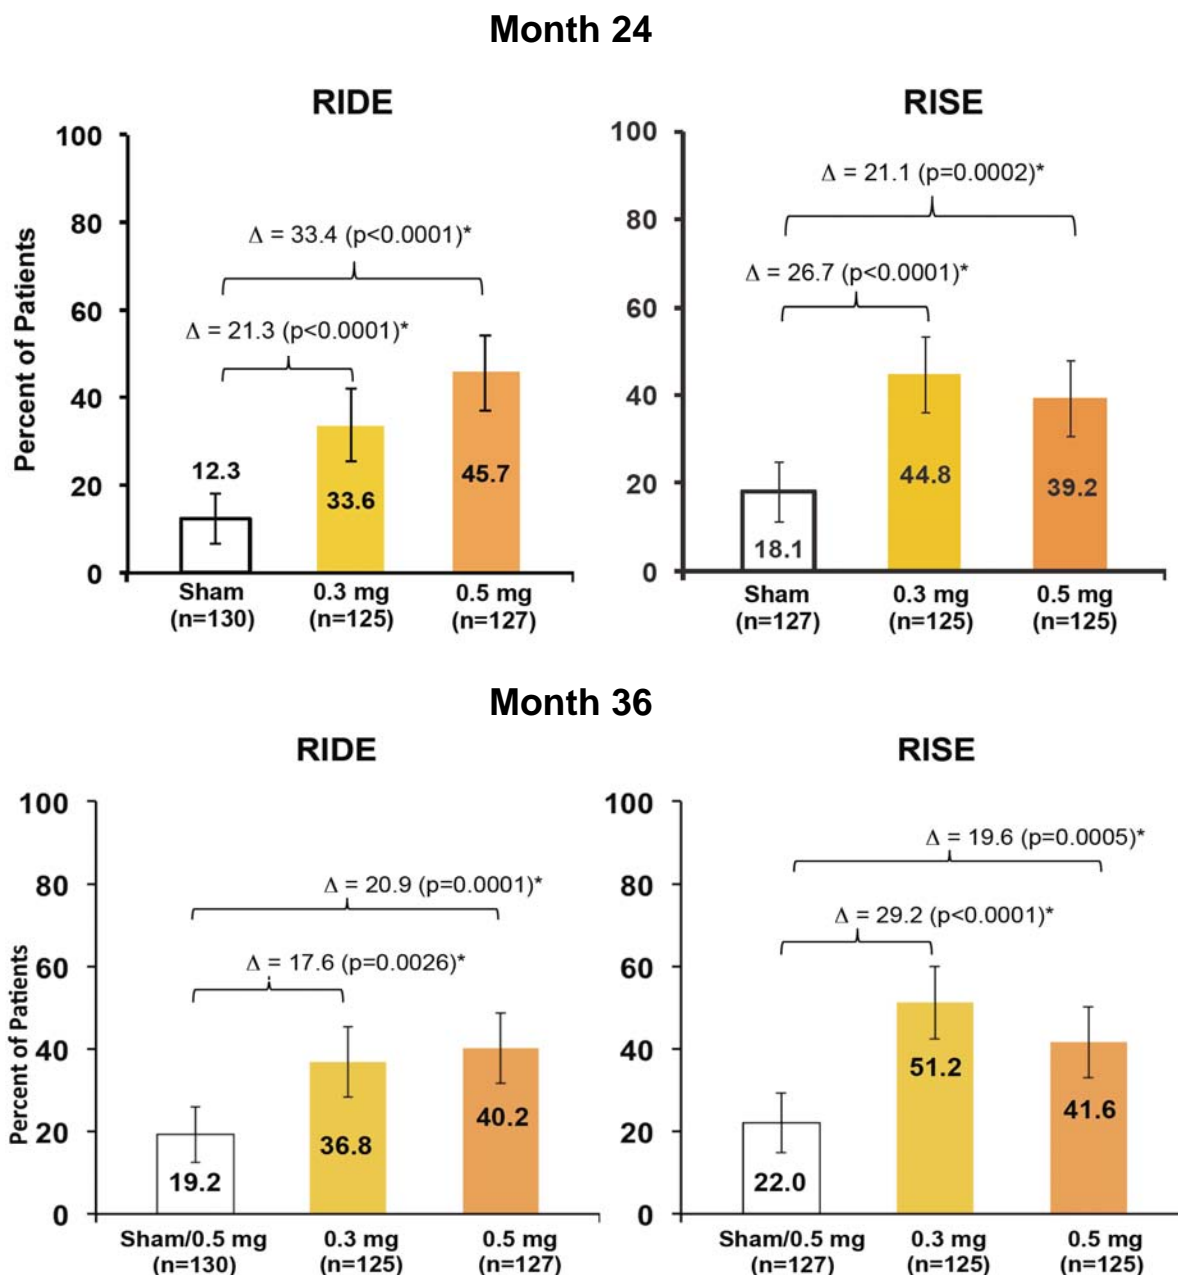 Month 24
RIDE
Percent of Patients
100
80
60
40
20
0
Δ = 33.4 (p<0.0001)*
Δ = 21.3 (p<0.0001)*
12.3
33.6
45.7
Sham
(n=130)
0.3 mg
(n=125)
0.5 mg
(n=127)
RISE
100
80
60
40
20
0
Δ = 21.1 (p=0.0002)*
Δ = 26.7 (p<0.0001)*
18.1
44.8
39.2
Sham
(n=127)
0.3 mg
(n=125)
0.5 mg
(n=125)
Month 36
RIDE
Percent of Patients
100
80
60
40
20
0
Δ = 20.9 (p=0.0001)*
Δ = 17.6 (p=0.0026)*
19.2
36.8
40.2
Sham/0.5 mg
(n=130)
0.3 mg
(n=125)
0.5 mg
(n=127)
RISE
100
80
60
40
20
0
Δ = 19.6 (p=0.0005)*
Δ = 29.2 (p<0.0001)*
22.0
51.2
41.6
Sham/0.5 mg
(n=127)
0.3 mg
(n=125)
0.5 mg
(n=125)